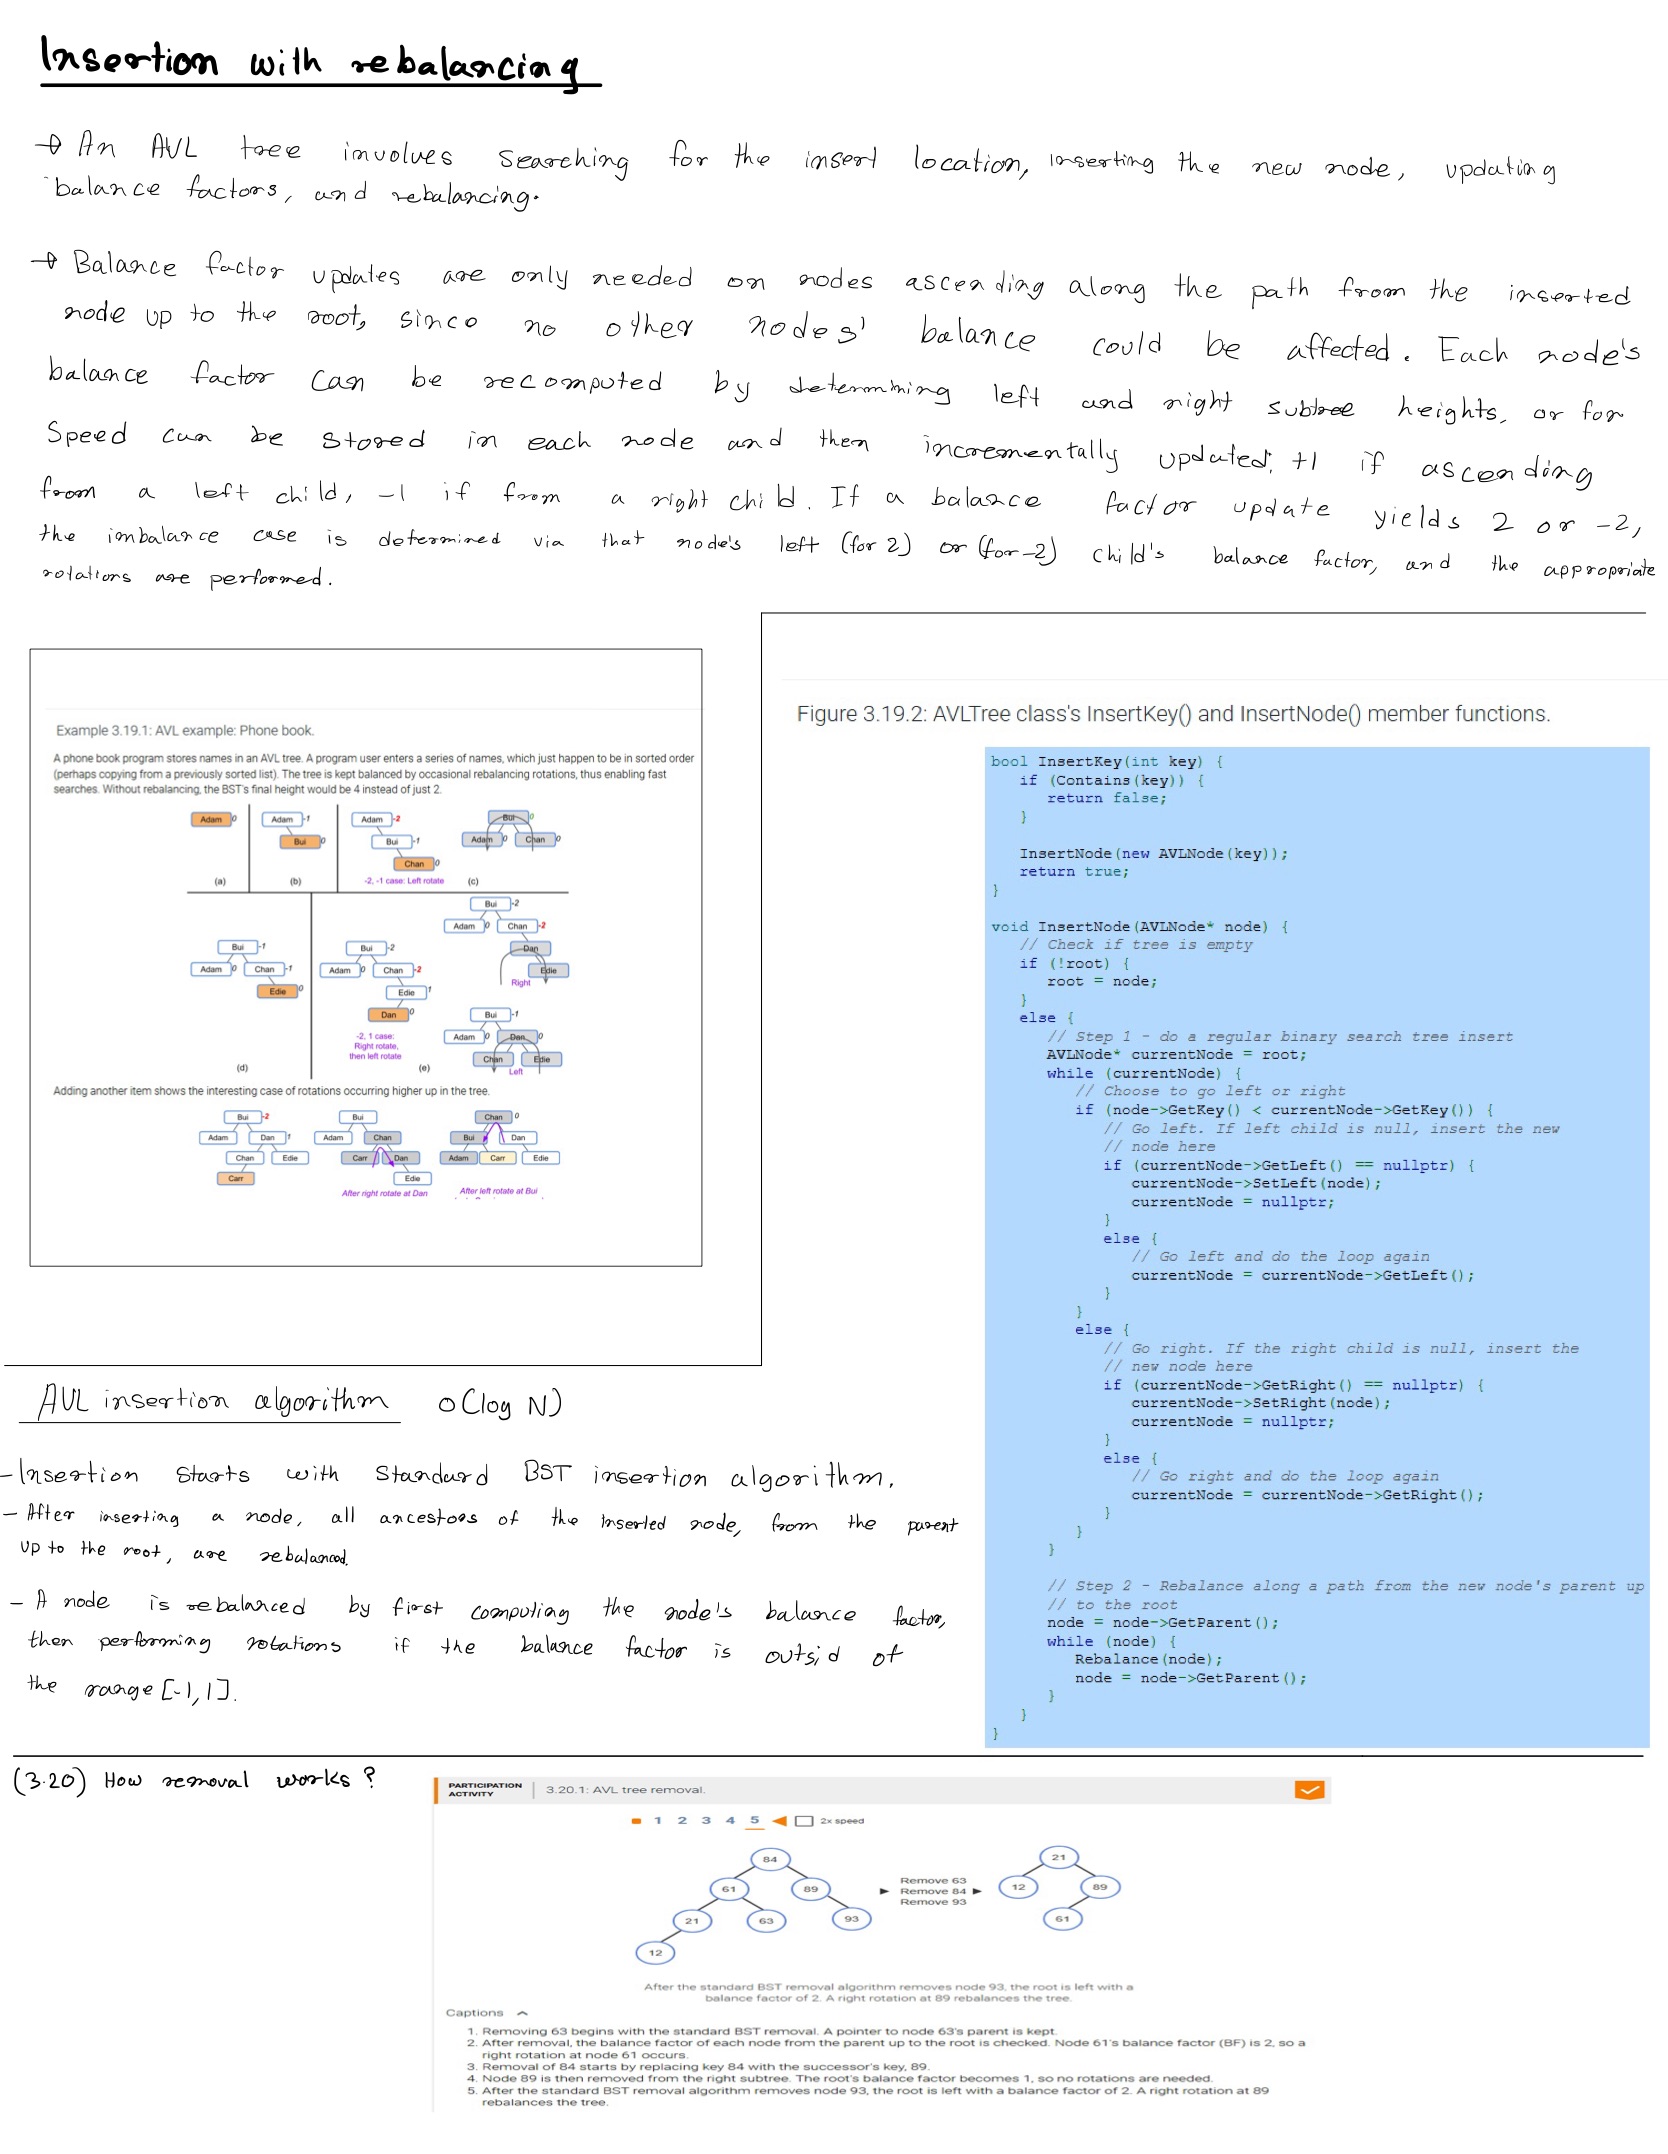 Insertion with rebalancing
→ An AVL tree involves searching for the insert location, inserting the new node, updating
balance factors, and rebalancing.
→ Balance factor updates are only needed on nodes ascending along the path from the inserted
node up to the root, since no other nodes' balance could be affected. Each node's
balance factor can be recomputed by determining left and right subtree heights, or for
Speed can be stored in each node and then incrementally updated; +1 if ascending
from a left child, -1 if from a right child. If a balance factor update yields 2 or -2,
the imbalance case is determined via that node's left (for 2) or (for -2) child's balance factor, and the appropriate
rotations are performed.
Example 3.19.1: AVL example: Phone book.
A phone book program stores names in an AVL tree. A program user enters a series of names, which just happen to be in sorted order
(perhaps copying from a previously sorted list). The tree is kept balanced by occasional rebalancing rotations, thus enabling fast
searches. Without rebalancing, the BST's final height would be 4 instead of just 2.
Adam 0 Adam -1 Adam -2 Bui 0
Bui 0 Bui -1 Adam 0 Chan 0
Chan 0
(a) (b) -2, -1 case: Left rotate (c)
Bui -2
Adam 0 Chan -2
Bui -1 Bui -2 Dan
Adam 0 Chan -1 Adam 0 Chan -2 Edie
Edie 0 Edie 1 Right
Dan 0 Bui -1
-2, 1 case: Adam 0 Dan 0
Right rotate,
then left rotate Chan Edie
(d) (e) Left
Adding another item shows the interesting case of rotations occurring higher up in the tree.
Bui -2 Bui Chan 0
Adam Dan 1 Adam Chan Bui Dan
Chan Edie Carr Dan Adam Carr Edie
Carr Edie
After right rotate at Dan After left rotate at Bui
Figure 3.19.2: AVLTree class's InsertKey() and InsertNode() member functions.
bool InsertKey(int key) {
if (Contains(key)) {
return false;
}
InsertNode(new AVLNode(key));
return true;
}
void InsertNode(AVLNode* node) {
// Check if tree is empty
if (!root) {
root = node;
}
else {
// Step 1 - do a regular binary search tree insert
AVLNode* currentNode = root;
while (currentNode) {
// Choose to go left or right
if (node->GetKey() < currentNode->GetKey()) {
// Go left. If left child is null, insert the new
// node here
if (currentNode->GetLeft() == nullptr) {
currentNode->SetLeft(node);
currentNode = nullptr;
}
else {
// Go left and do the loop again
currentNode = currentNode->GetLeft();
}
}
else {
// Go right. If the right child is null, insert the
// new node here
if (currentNode->GetRight() == nullptr) {
currentNode->SetRight(node);
currentNode = nullptr;
}
else {
// Go right and do the loop again
currentNode = currentNode->GetRight();
}
}
}
// Step 2 - Rebalance along a path from the new node's parent up
// to the root
node = node->GetParent();
while (node) {
Rebalance(node);
node = node->GetParent();
}
}
}
AVL insertion algorithm O(log N)
- Insertion starts with standard BST insertion algorithm.
- After inserting a node, all ancestors of the inserted node, from the parent
up to the root, are rebalanced.
- A node is rebalanced by first computing the node's balance factor,
then performing rotations if the balance factor is outsid of
the range [-1,1].
(3.20) How removal works?
PARTICIPATION
ACTIVITY
3.20.1: AVL tree removal.
1 2 3 4 5 2x speed
84 21
61 89 Remove 63 12 89
Remove 84
Remove 93
21 63 93 61
12
After the standard BST removal algorithm removes node 93, the root is left with a
balance factor of 2. A right rotation at 89 rebalances the tree.
Captions
1. Removing 63 begins with the standard BST removal. A pointer to node 63's parent is kept.
2. After removal, the balance factor of each node from the parent up to the root is checked. Node 61's balance factor (BF) is 2, so a
right rotation at node 61 occurs.
3. Removal of 84 starts by replacing key 84 with the successor's key, 89.
4. Node 89 is then removed from the right subtree. The root's balance factor becomes 1, so no rotations are needed.
5. After the standard BST removal algorithm removes node 93, the root is left with a balance factor of 2. A right rotation at 89
rebalances the tree.